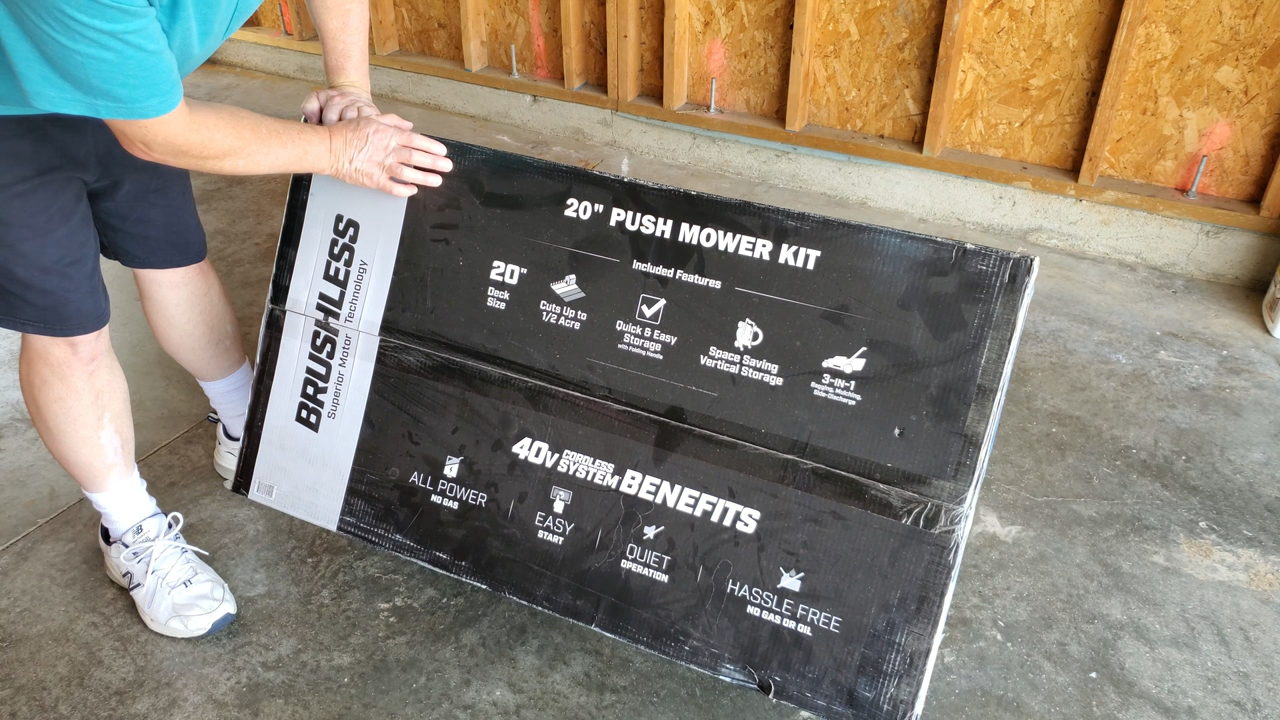 BRUSHLESS
Superior Motor Technology
20" PUSH MOWER KIT
Included Features
20"
Deck
Size
Cuts Up to
1/2 Acre
Quick & Easy
Storage
with Folding Handle
Space Saving
Vertical Storage
3-IN-1
Bagging, Mulching,
Side-Discharge
40V CORDLESS
SYSTEM BENEFITS
ALL POWER
NO GAS
EASY
START
QUIET
OPERATION
HASSLE FREE
NO GAS OR OIL